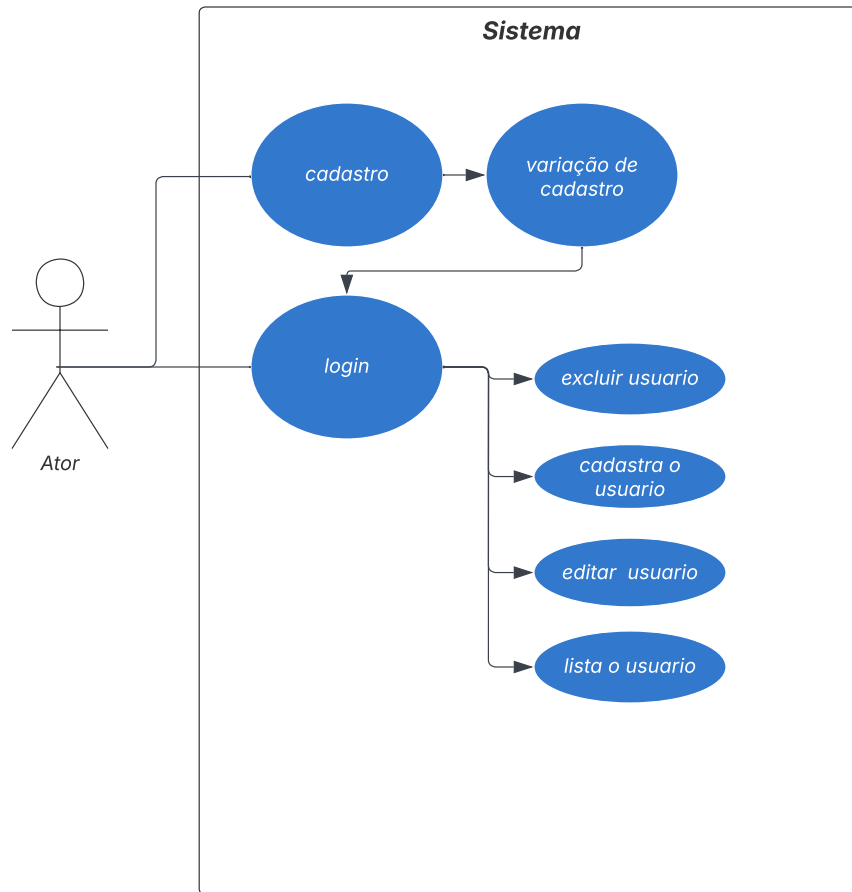 Sistema
cadastro
variação de
cadastro
login
excluir usuario
Ator
cadastra o
usuario
editar  usuario
lista o usuario